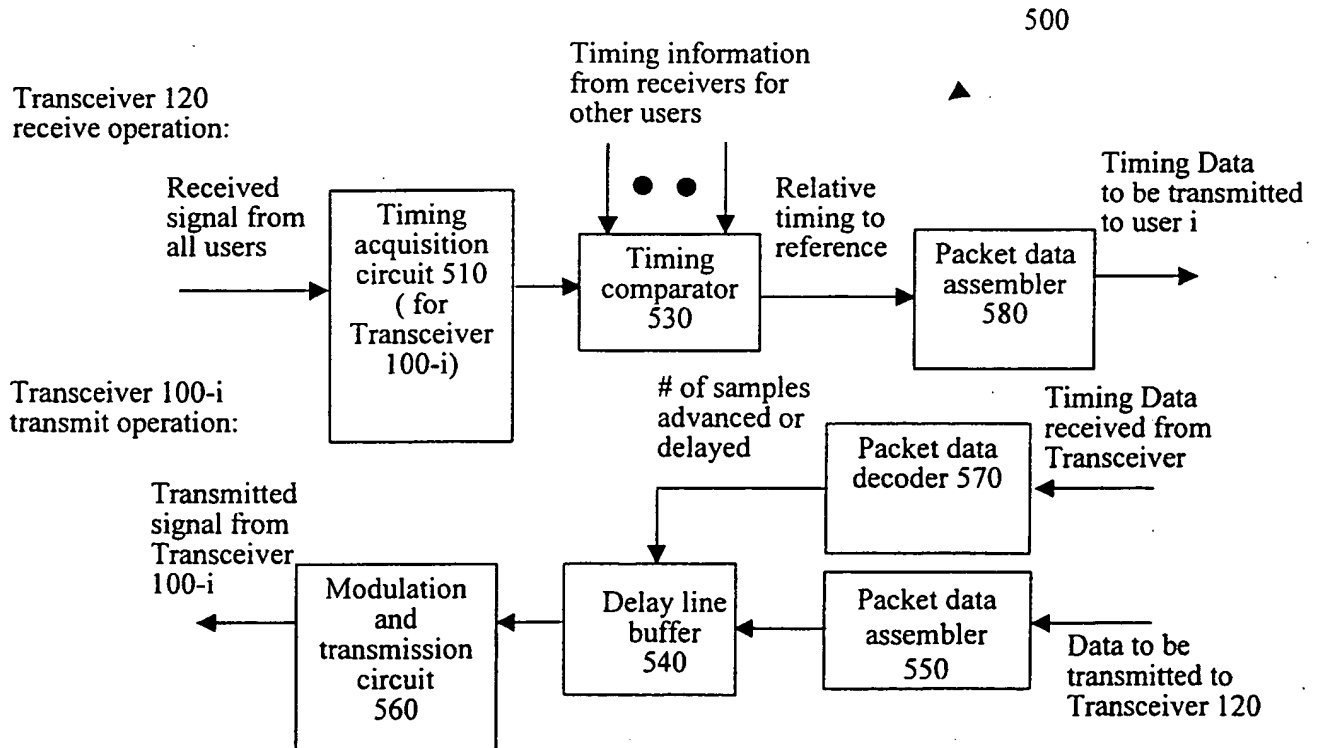 500
Timing information
from receivers for
other users
Transceiver 120
receive operation:
Received
signal from
all users
Timing
acquisition
circuit 510
( for
Transceiver
100-i)
Timing
comparator
530
Relative
timing to
reference
Packet data
assembler
580
Timing Data
to be transmitted
to user i
Transceiver 100-i
transmit operation:
# of samples
advanced or
delayed
Packet data
decoder 570
Timing Data
received from
Transceiver
Transmitted
signal from
Transceiver
100-i
Modulation
and
transmission
circuit
560
Delay line
buffer
540
Packet data
assembler
550
Data to be
transmitted to
Transceiver 120